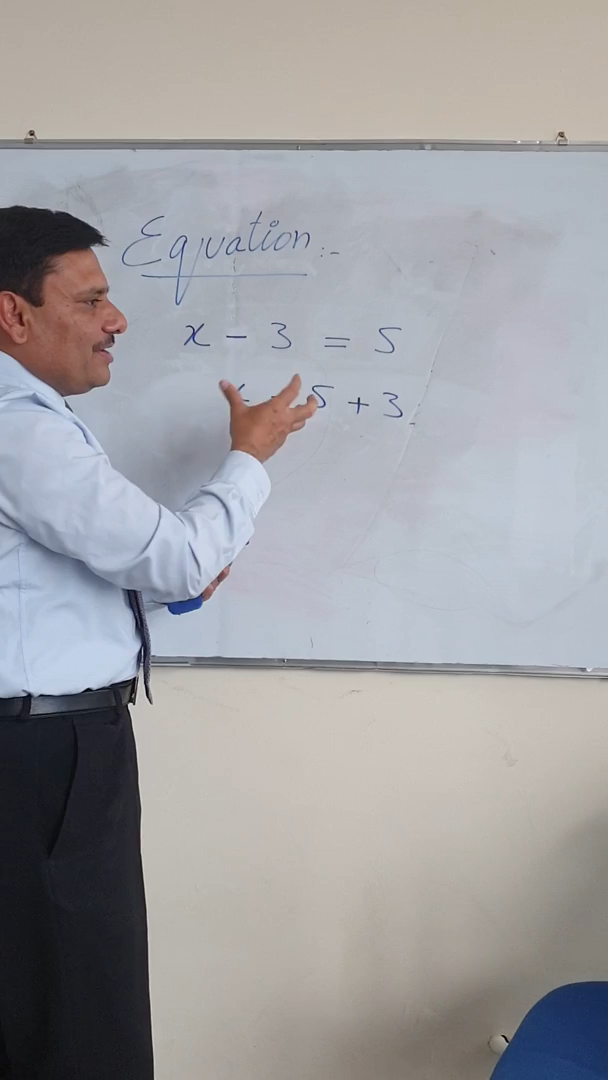 Equation :-
x - 3 = 5
x = 5 + 3